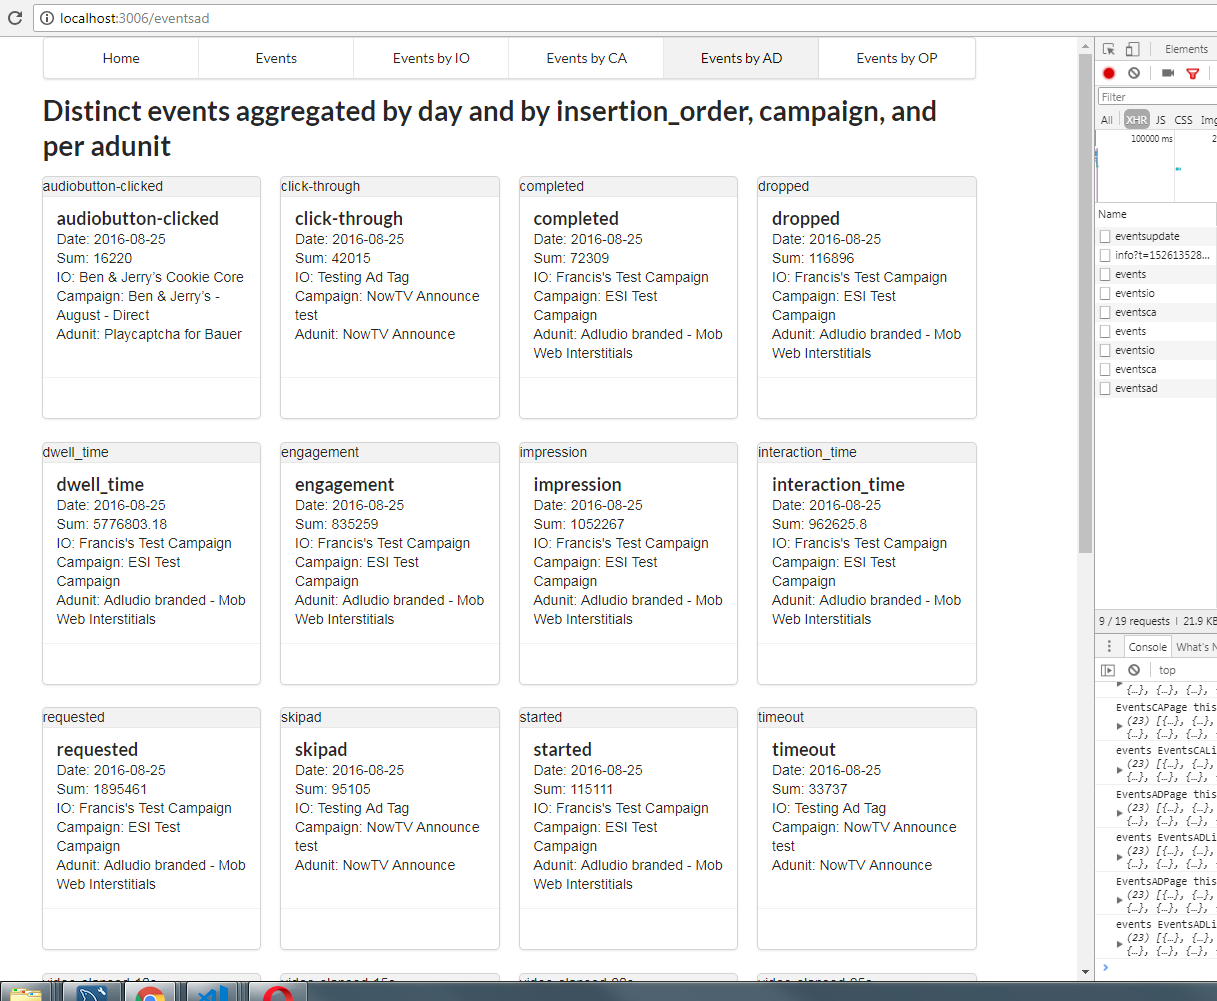 localhost:3006/eventsad
Home Events Events by IO Events by CA Events by AD Events by OP
Distinct events aggregated by day and by insertion_order, campaign, and
per adunit
audiobutton-clicked
audiobutton-clicked
Date: 2016-08-25
Sum: 16220
IO: Ben & Jerry's Cookie Core
Campaign: Ben & Jerry's -
August - Direct
Adunit: Playcaptcha for Bauer
click-through
click-through
Date: 2016-08-25
Sum: 42015
IO: Testing Ad Tag
Campaign: NowTV Announce
test
Adunit: NowTV Announce
completed
completed
Date: 2016-08-25
Sum: 72309
IO: Francis's Test Campaign
Campaign: ESI Test
Campaign
Adunit: Adludio branded - Mob
Web Interstitials
dropped
dropped
Date: 2016-08-25
Sum: 116896
IO: Francis's Test Campaign
Campaign: ESI Test
Campaign
Adunit: Adludio branded - Mob
Web Interstitials
dwell_time
dwell_time
Date: 2016-08-25
Sum: 5776803.18
IO: Francis's Test Campaign
Campaign: ESI Test
Campaign
Adunit: Adludio branded - Mob
Web Interstitials
engagement
engagement
Date: 2016-08-25
Sum: 835259
IO: Francis's Test Campaign
Campaign: ESI Test
Campaign
Adunit: Adludio branded - Mob
Web Interstitials
impression
impression
Date: 2016-08-25
Sum: 1052267
IO: Francis's Test Campaign
Campaign: ESI Test
Campaign
Adunit: Adludio branded - Mob
Web Interstitials
interaction_time
interaction_time
Date: 2016-08-25
Sum: 962625.8
IO: Francis's Test Campaign
Campaign: ESI Test
Campaign
Adunit: Adludio branded - Mob
Web Interstitials
requested
requested
Date: 2016-08-25
Sum: 1895461
IO: Francis's Test Campaign
Campaign: ESI Test
Campaign
Adunit: Adludio branded - Mob
Web Interstitials
skipad
skipad
Date: 2016-08-25
Sum: 95105
IO: Testing Ad Tag
Campaign: NowTV Announce
test
Adunit: NowTV Announce
started
started
Date: 2016-08-25
Sum: 115111
IO: Francis's Test Campaign
Campaign: ESI Test
Campaign
Adunit: Adludio branded - Mob
Web Interstitials
timeout
timeout
Date: 2016-08-25
Sum: 33737
IO: Testing Ad Tag
Campaign: NowTV Announce
test
Adunit: NowTV Announce
Elements
Filter
All XHR JS CSS Img
100000 ms 2
Name
eventsupdate
info?t=152613528...
events
eventsio
eventsca
events
eventsio
eventsca
eventsad
9 / 19 requests | 21.9 KB
Console What's N
top
{…}, {…}, {…},
EventsCAPage this
(23) [{…}, {…},
{…}, {…}, {…},
events EventsCALi
(23) [{…}, {…},
{…}, {…}, {…},
EventsADPage this
(23) [{…}, {…},
{…}, {…}, {…},
events EventsADLi
(23) [{…}, {…},
{…}, {…}, {…},
EventsADPage this
(23) [{…}, {…},
{…}, {…}, {…},
events EventsADLi
(23) [{…}, {…},
{…}, {…}, {…},